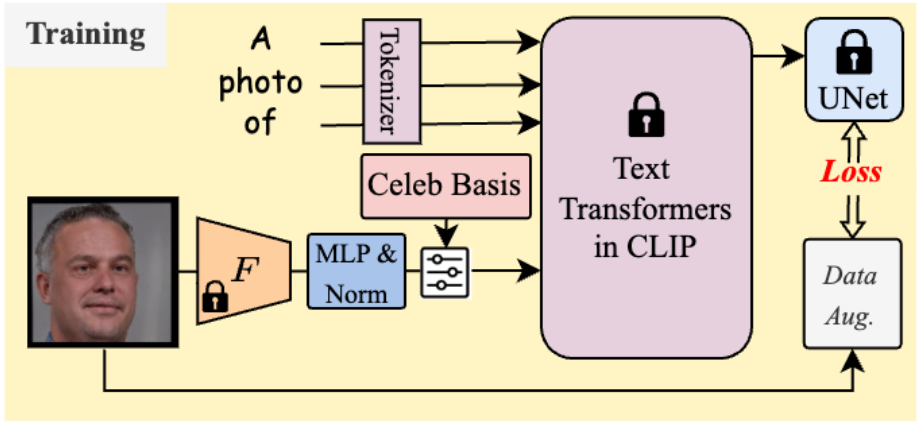 Training
A
photo
of
Tokenizer
Celeb Basis
F
MLP &
Norm
Text
Transformers
in CLIP
UNet
Loss
Data
Aug.